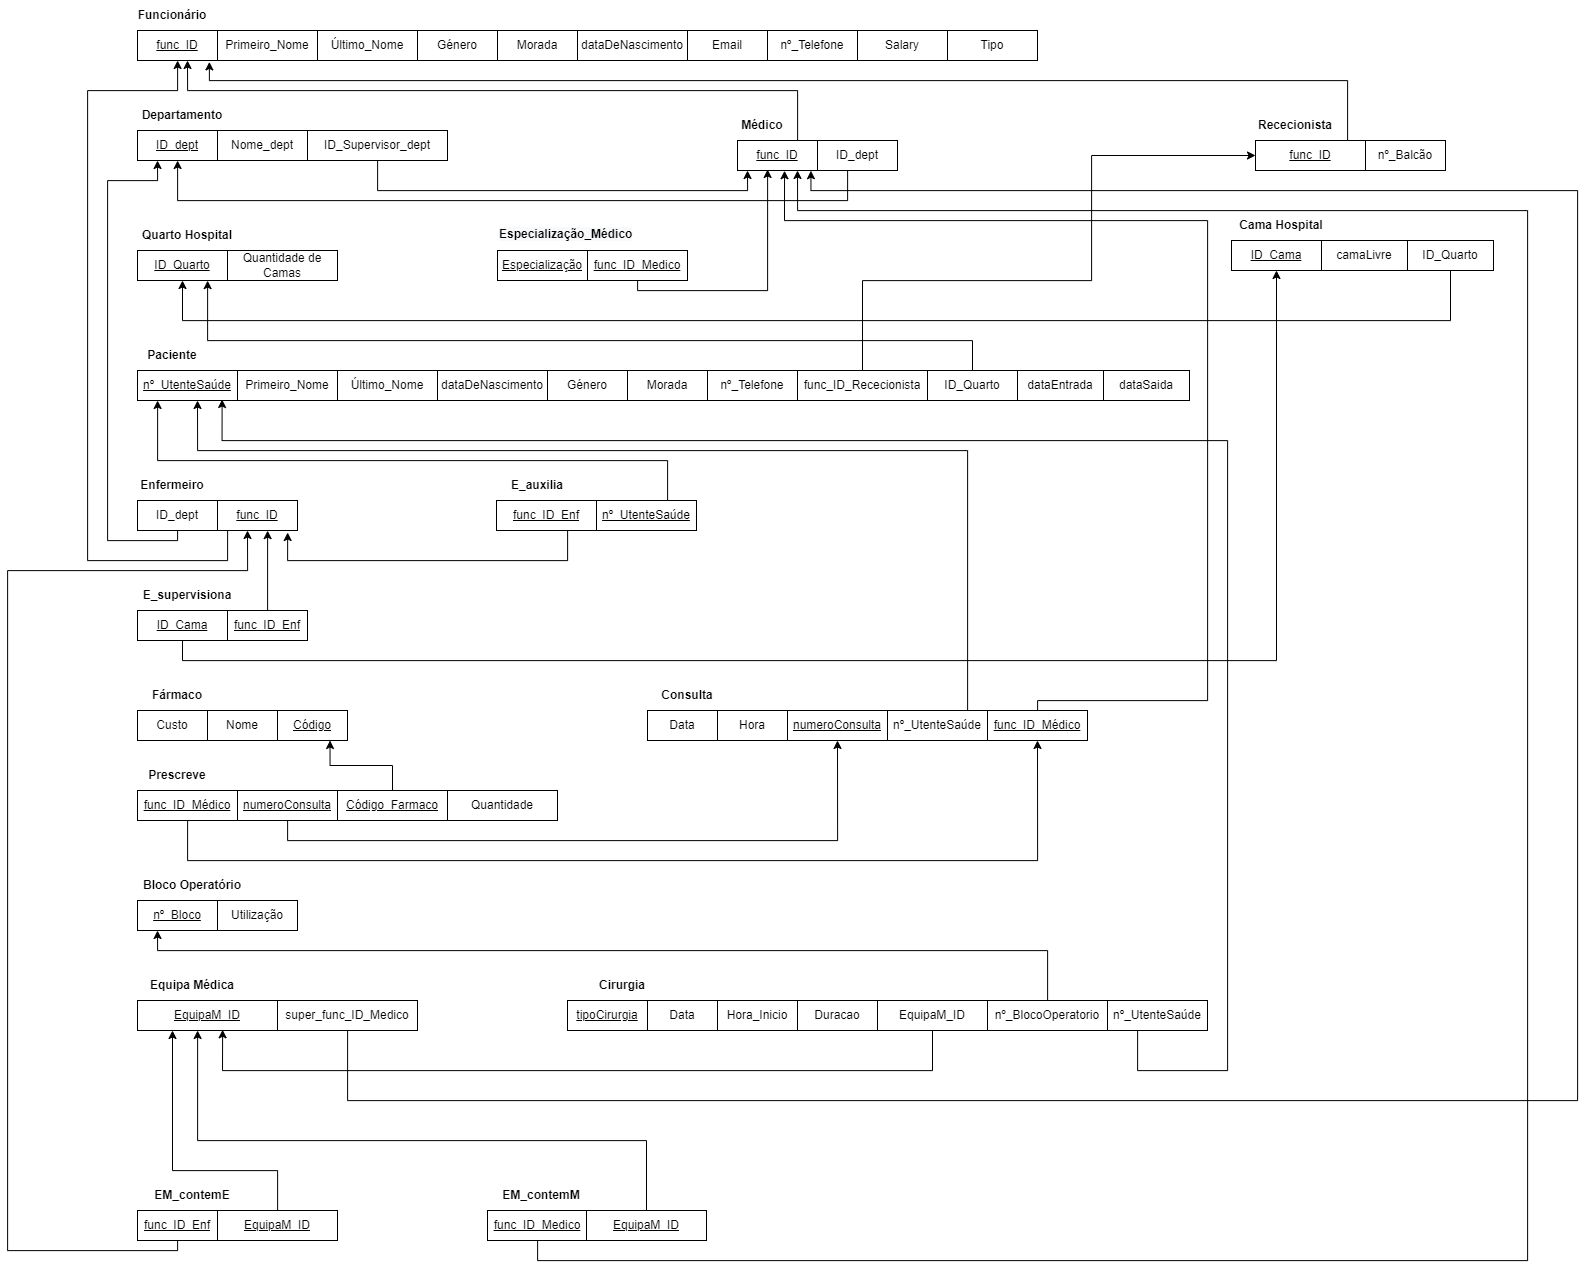 Funcionário
func_ID Primeiro_Nome Último_Nome Género Morada dataDeNascimento Email nº_Telefone Salary Tipo
Departamento
ID_dept Nome_dept ID_Supervisor_dept
Médico
func_ID ID_dept
Rececionista
func_ID nº_Balcão
Quarto Hospital
ID_Quarto Quantidade de
Camas
Especialização_Médico
Especialização func_ID_Medico
Cama Hospital
ID_Cama camaLivre ID_Quarto
Paciente
nº_UtenteSaúde Primeiro_Nome Último_Nome dataDeNascimento Género Morada nº_Telefone func_ID_Rececionista ID_Quarto dataEntrada dataSaida
Enfermeiro
ID_dept func_ID
E_auxilia
func_ID_Enf nº_UtenteSaúde
E_supervisiona
ID_Cama func_ID_Enf
Fármaco
Custo Nome Código
Consulta
Data Hora numeroConsulta nº_UtenteSaúde func_ID_Médico
Prescreve
func_ID_Médico numeroConsulta Código_Farmaco Quantidade
Bloco Operatório
nº_Bloco Utilização
Equipa Médica
EquipaM_ID super_func_ID_Medico
Cirurgia
tipoCirurgia Data Hora_Inicio Duracao EquipaM_ID nº_BlocoOperatorio nº_UtenteSaúde
EM_contemE
func_ID_Enf EquipaM_ID
EM_contemM
func_ID_Medico EquipaM_ID